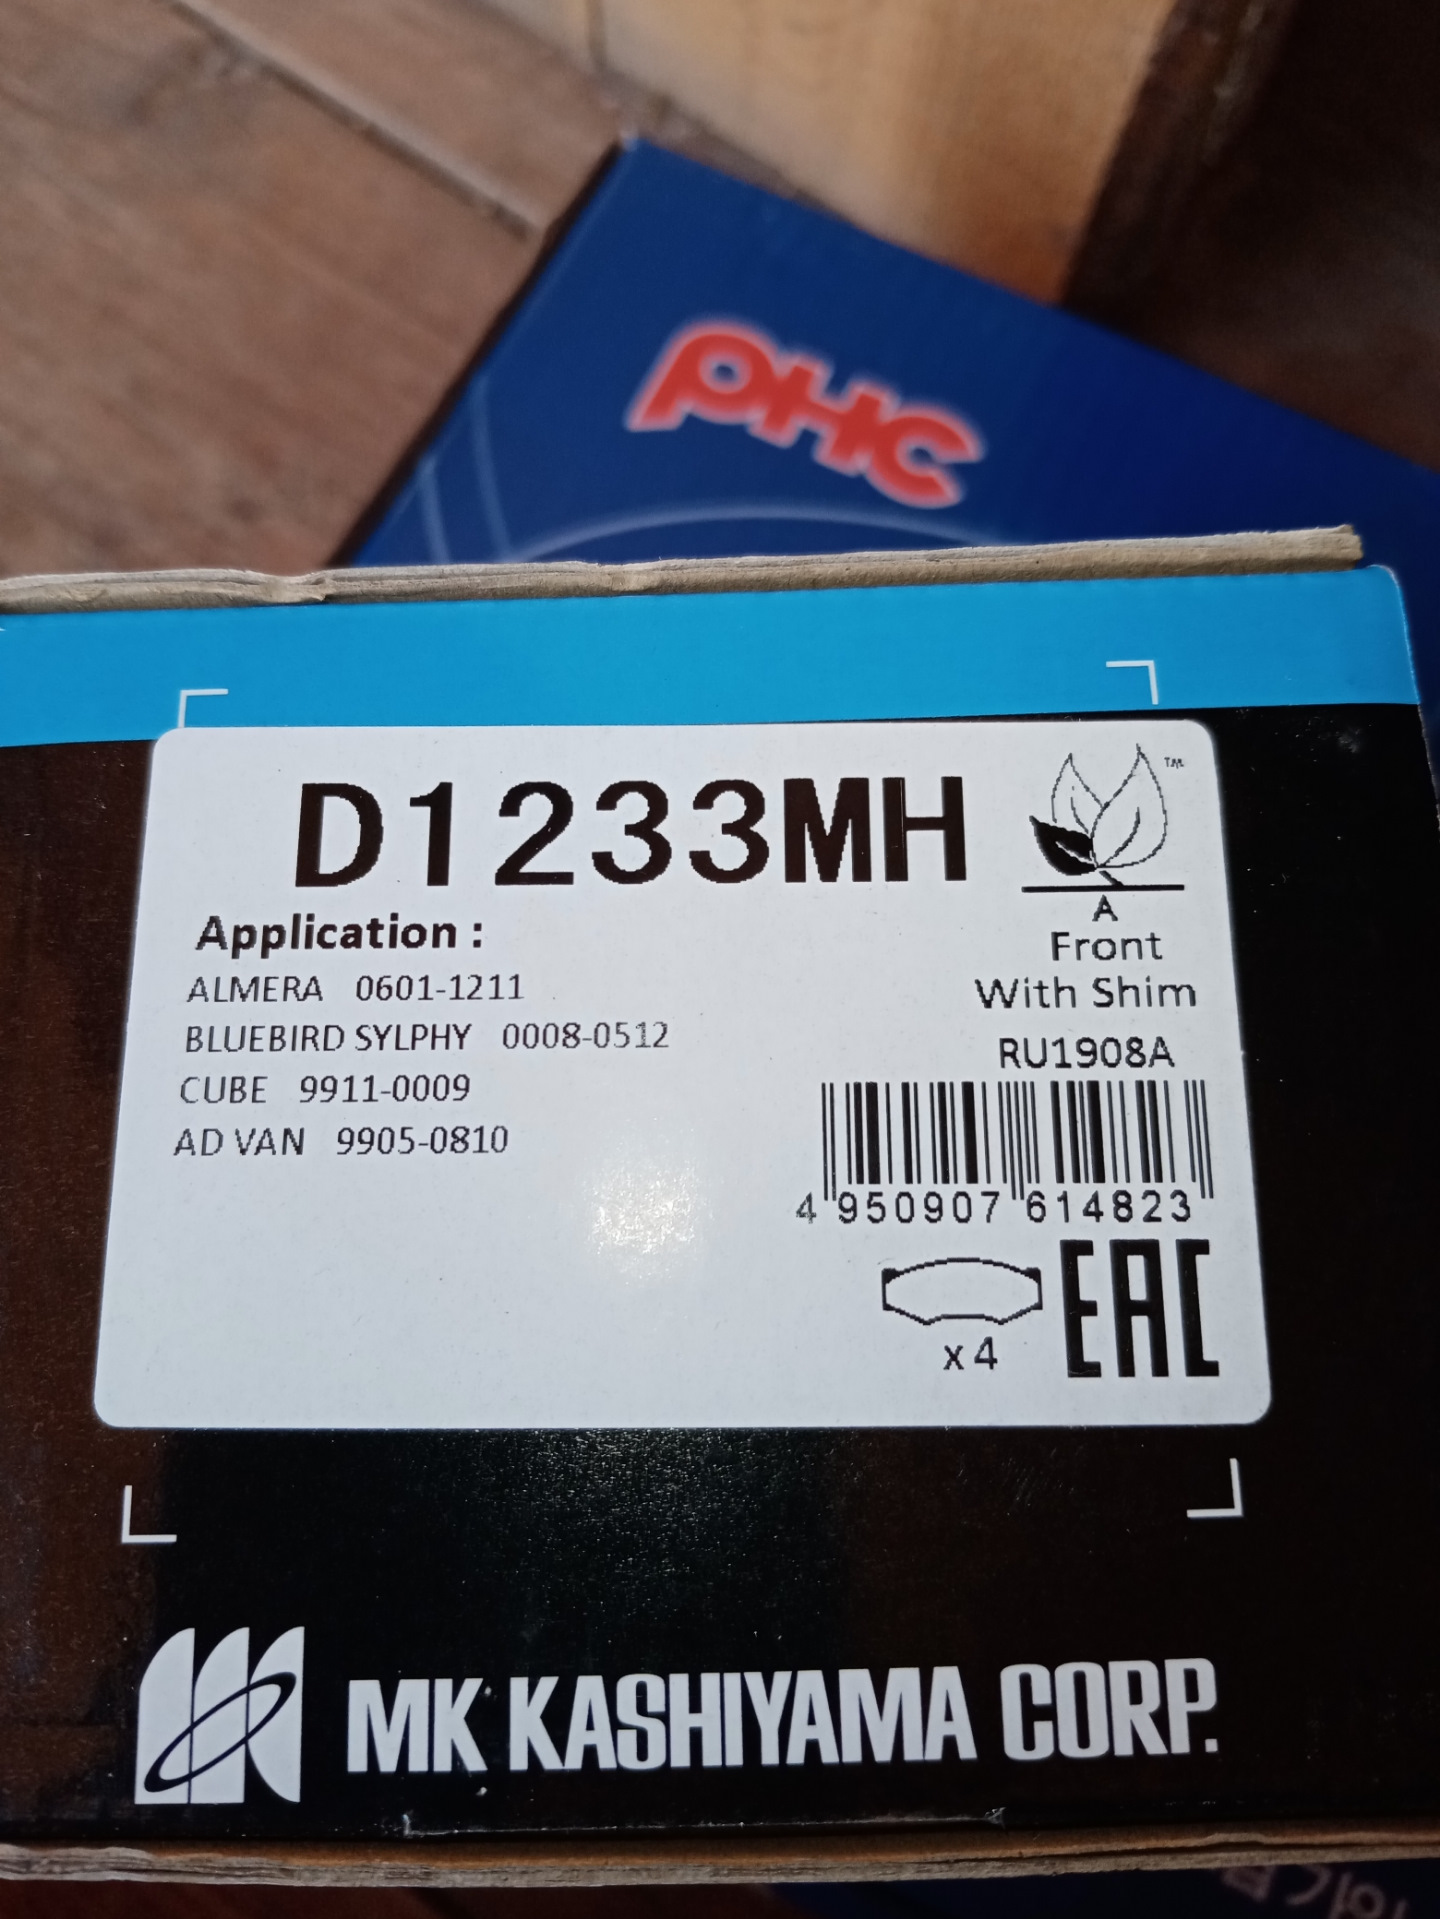 PHC
D1233MH
TM
A
Application :
Front
ALMERA 0601-1211
With Shim
BLUEBIRD SYLPHY 0008-0512
RU1908A
CUBE 9911-0009
AD VAN 9905-0810
4 950907 614823
x4
EAC
MK KASHIYAMA CORP.